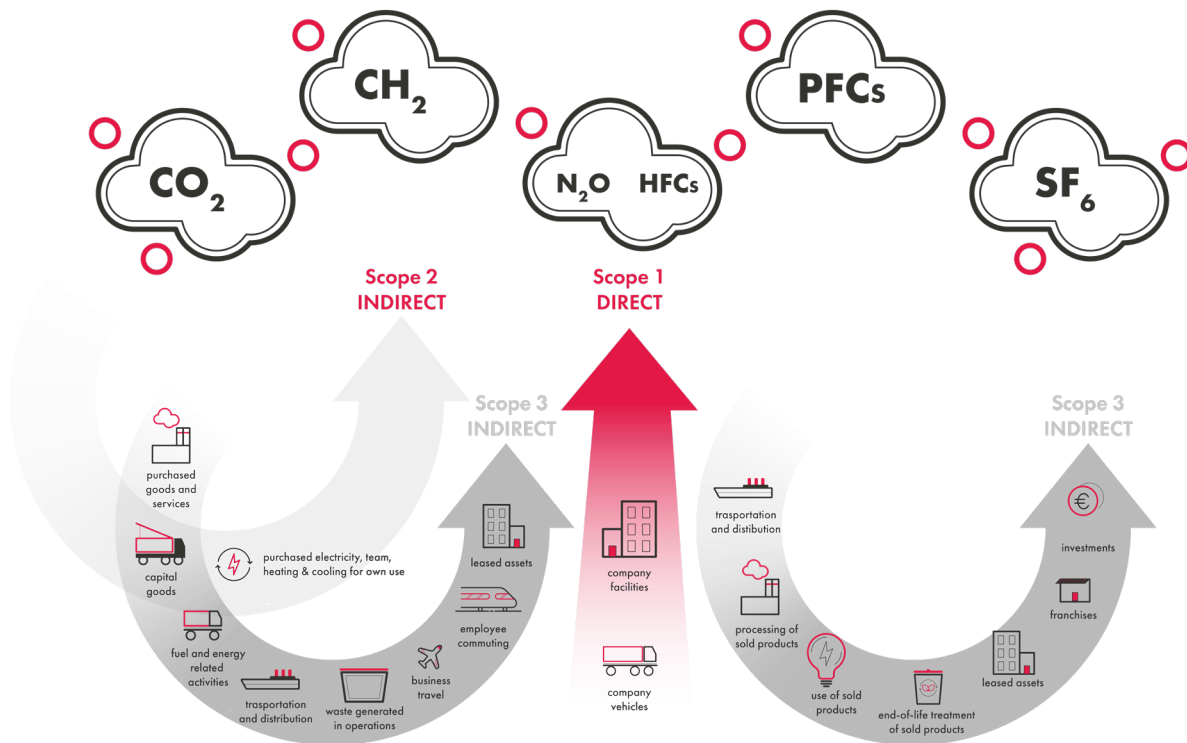 CO2
CH2
N2O HFCs
PFCs
SF6
Scope 2
INDIRECT
Scope 1
DIRECT
Scope 3
INDIRECT
Scope 3
INDIRECT
purchased
goods and
services
capital
goods
purchased electricity, team,
heating & cooling for own use
fuel and energy
related
activities
trasportation
and distribution
waste generated
in operations
business
travel
employee
commuting
leased assets
company
facilities
company
vehicles
trasportation
and distibution
processing of
sold products
use of sold
products
end-of-life treatment
of sold products
leased assets
franchises
€
investments